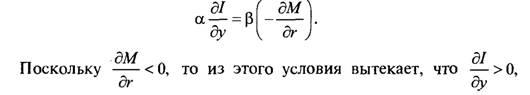 α ∂I/∂y = β(− ∂M/∂r).
Поскольку ∂M/∂r < 0, то из этого условия вытекает, что ∂I/∂y > 0,